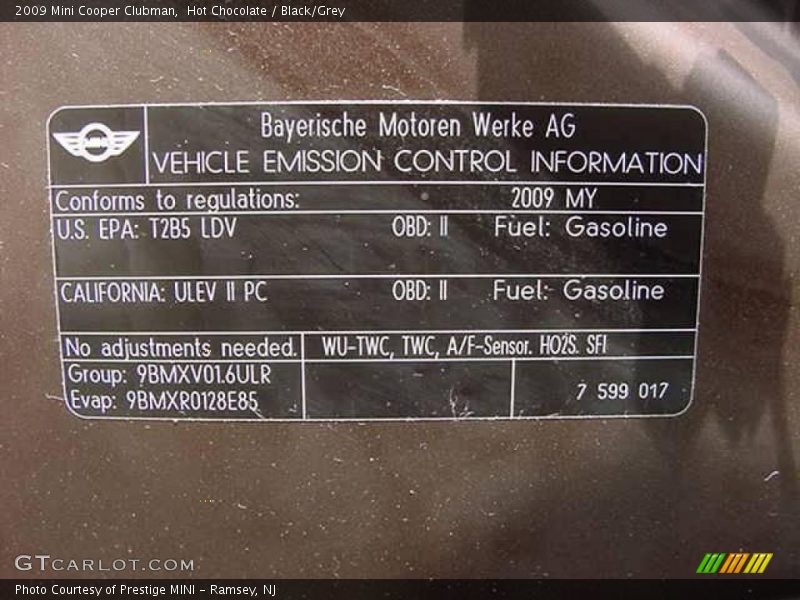 2009 Mini Cooper Clubman, Hot Chocolate / Black/Grey
Bayerische Motoren Werke AG
MINI
VEHICLE EMISSION CONTROL INFORMATION
Conforms to regulations: 2009 MY
U.S. EPA: T2B5 LDV OBD: II Fuel: Gasoline
CALIFORNIA: ULEV II PC OBD: II Fuel: Gasoline
No adjustments needed. WU-TWC, TWC, A/F-Sensor. HO2S. SFI
Group: 9BMXV01.6ULR
Evap: 9BMXR0128E85
7 599 017
GTCARLOT.COM
Photo Courtesy of Prestige MINI - Ramsey, NJ